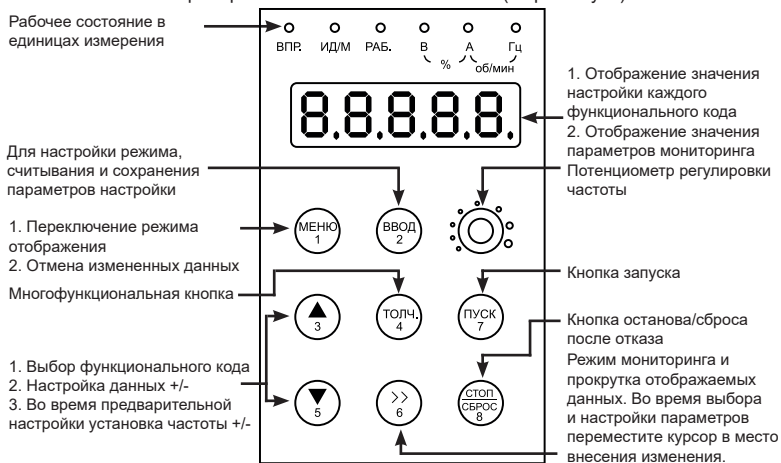 Рабочее состояние в
единицах измерения
ВПР. ИД/М РАБ. В А Гц
% об/мин
8.8.8.8.8.
1. Отображение значения
настройки каждого
функционального кода
2. Отображение значения
параметров мониторинга
Потенциометр регулировки
частоты
Для настройки режима,
считывания и сохранения
параметров настройки
МЕНЮ
1
ВВОД
2
1. Переключение режима
отображения
2. Отмена измененных данных
Многофункциональная кнопка
Кнопка запуска
3
ТОЛЧ.
4
ПУСК
7
Кнопка останова/сброса
после отказа
Режим мониторинга и
прокрутка отображаемых
данных. Во время выбора
и настройки параметров
переместите курсор в место
внесения изменения.
1. Выбор функционального кода
2. Настройка данных +/-
3. Во время предварительной
настройки установка частоты +/-
5
>>
6
СТОП
СБРОС
8